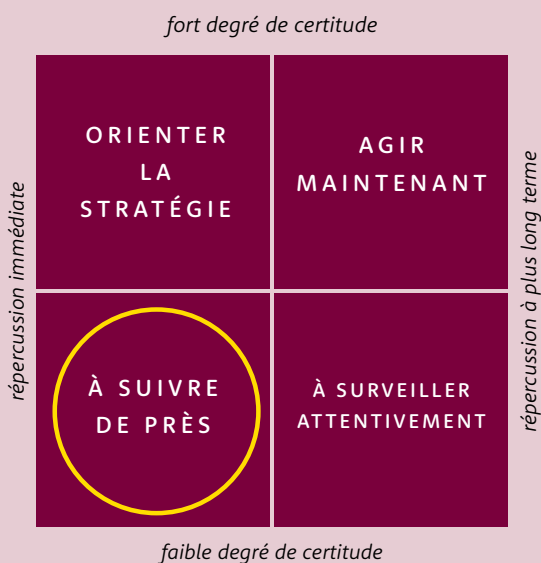 fort degré de certitude
répercussion immédiate
ORIENTER
LA
STRATÉGIE
AGIR
MAINTENANT
À SUIVRE
DE PRÈS
À SURVEILLER
ATTENTIVEMENT
répercussion à plus long terme
faible degré de certitude